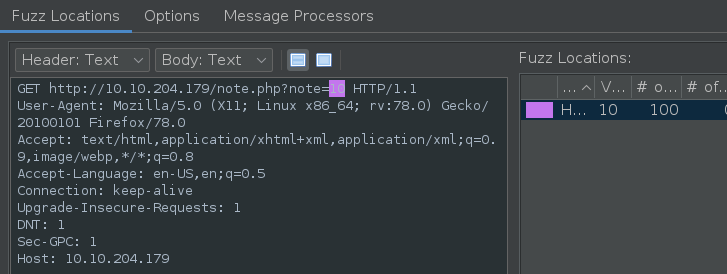 Fuzz Locations Options Message Processors
Header: Text Body: Text Fuzz Locations:
GET http://10.10.204.179/note.php?note=10 HTTP/1.1
User-Agent: Mozilla/5.0 (X11; Linux x86_64; rv:78.0) Gecko/
20100101 Firefox/78.0
Accept: text/html,application/xhtml+xml,application/xml;q=0.
9,image/webp,*/*;q=0.8
Accept-Language: en-US,en;q=0.5
Connection: keep-alive
Upgrade-Insecure-Requests: 1
DNT: 1
Sec-GPC: 1
Host: 10.10.204.179
... V... # o... # of...
H... 10 100